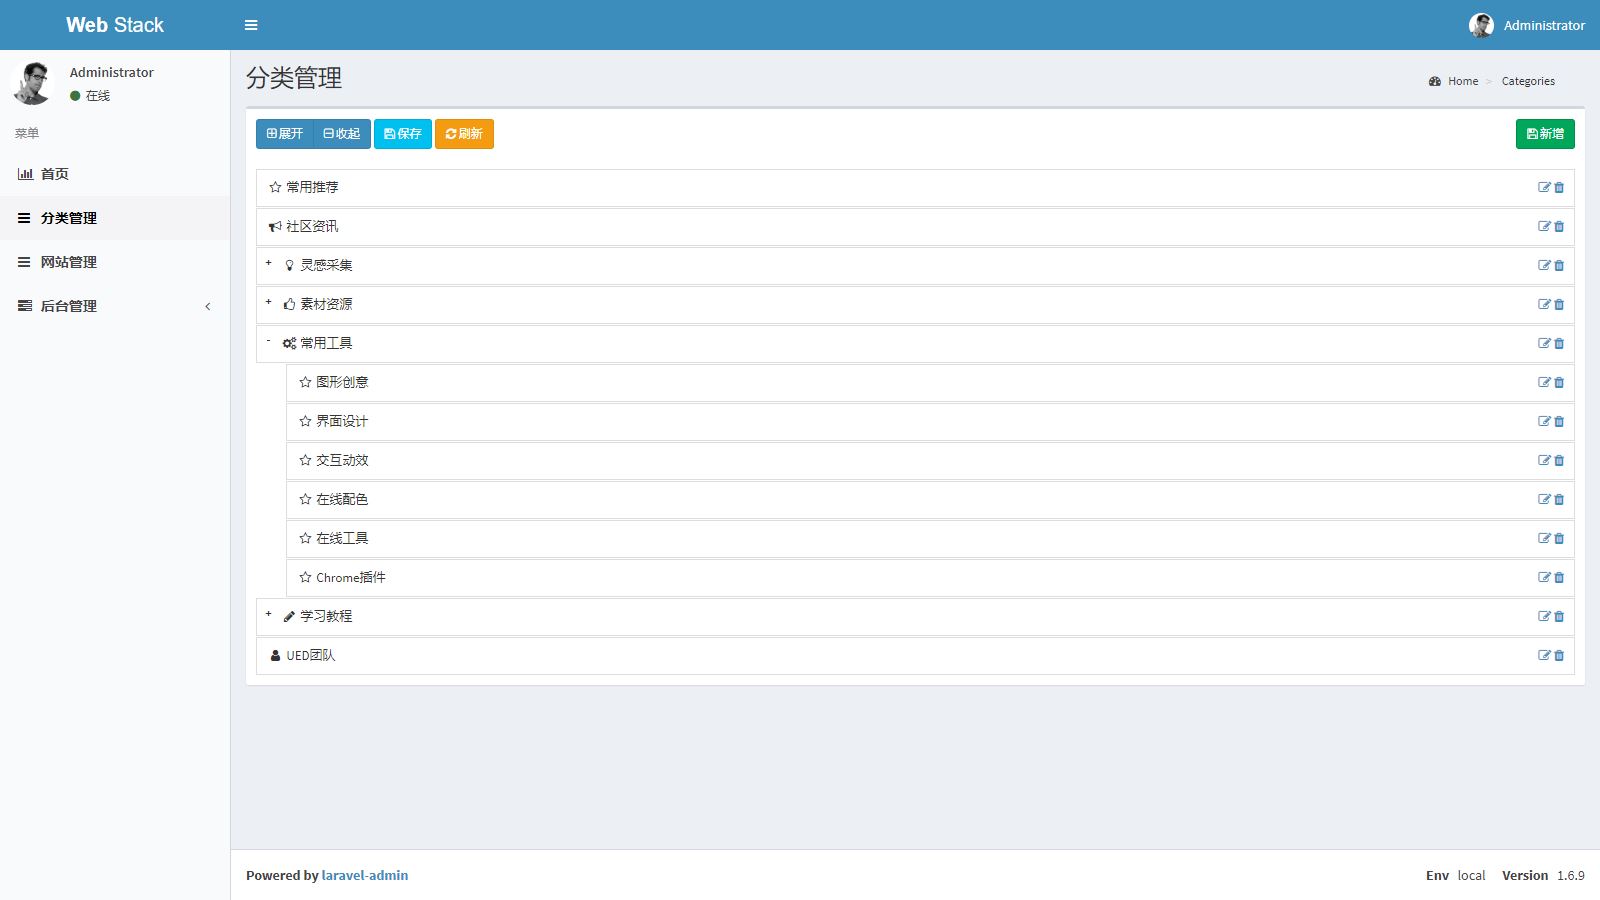 Web Stack
Administrator
Administrator
在线
菜单
首页
分类管理
网站管理
后台管理
分类管理
Home > Categories
展开 收起 保存 刷新 新增
常用推荐
社区资讯
+ 灵感采集
+ 素材资源
- 常用工具
图形创意
界面设计
交互动效
在线配色
在线工具
Chrome插件
+ 学习教程
UED团队
Powered by laravel-admin
Env local Version 1.6.9